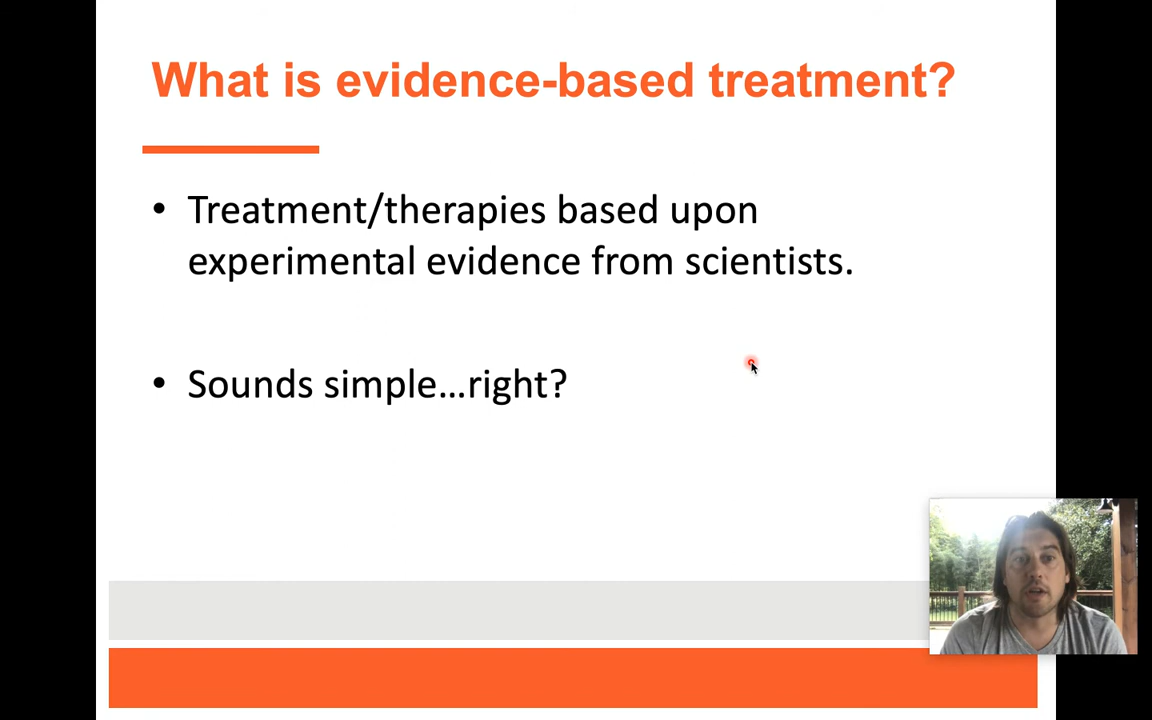 What is evidence-based treatment?
• Treatment/therapies based upon
experimental evidence from scientists.
• Sounds simple...right?